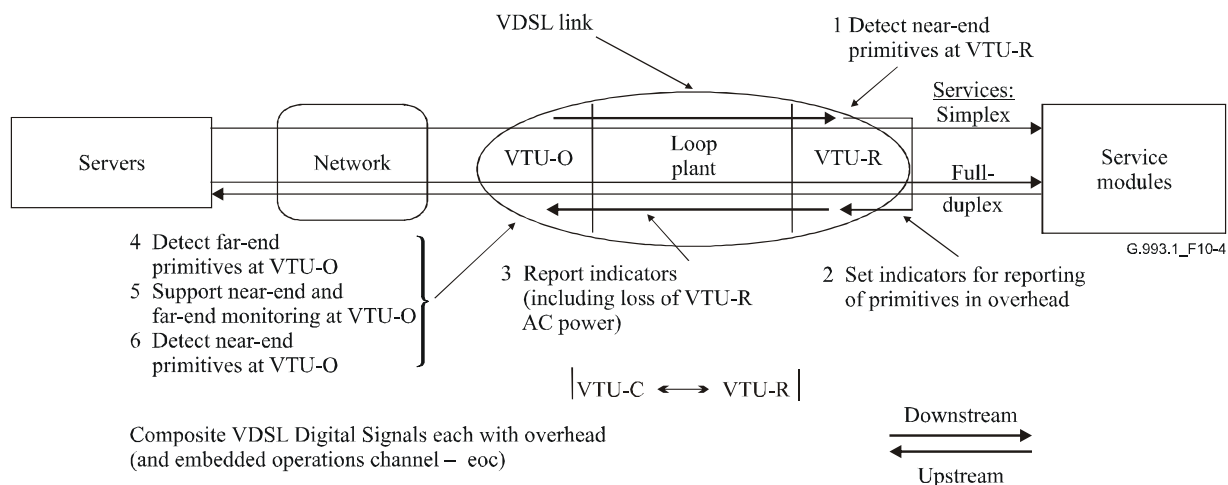 VDSL link
1 Detect near-end
primitives at VTU-R
Services:
Simplex
Servers
Network
VTU-O
Loop
plant
VTU-R
Service
modules
Full-
duplex
G.993.1_F10-4
4 Detect far-end
primitives at VTU-O
5 Support near-end and
far-end monitoring at VTU-O
6 Detect near-end
primitives at VTU-O
3 Report indicators
(including loss of VTU-R
AC power)
2 Set indicators for reporting
of primitives in overhead
VTU-C VTU-R
Composite VDSL Digital Signals each with overhead
(and embedded operations channel – eoc)
Downstream
Upstream